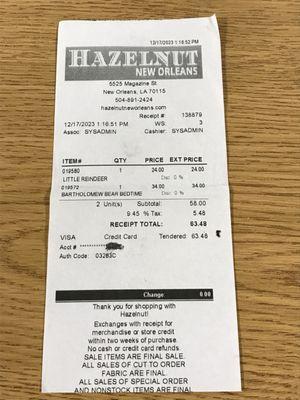 12/17/2023 1:16:52 PM
HAZELNUT
NEW ORLEANS
5525 Magazine St
New Orleans, LA 70115
504-891-2424
hazelnutneworleans.com
Receipt #: 138879
12/17/2023 1:16:51 PM WS: 3
Assoc: SYSADMIN Cashier: SYSADMIN
ITEM# QTY PRICE EXT PRICE
019580 1 24.00 24.00
LITTLE REINDEER Disc 0 %
019572 1 34.00 34.00
BARTHOLOMEW BEAR BEDTIME Disc 0 %
2 Unit(s) Subtotal: 58.00
9.45 % Tax: 5.48
RECEIPT TOTAL: 63.48
VISA Credit Card Tendered: 63.48
Acct #
Auth Code: 03283C
Change: 0.00
Thank you for shopping with
Hazelnut!
Exchanges with receipt for
merchandise or store credit
within two weeks of purchase.
No cash or credit card refunds.
SALE ITEMS ARE FINAL SALE.
ALL SALES OF CUT TO ORDER
FABRIC ARE FINAL.
ALL SALES OF SPECIAL ORDER
AND NONSTOCK ITEMS ARE FINAL